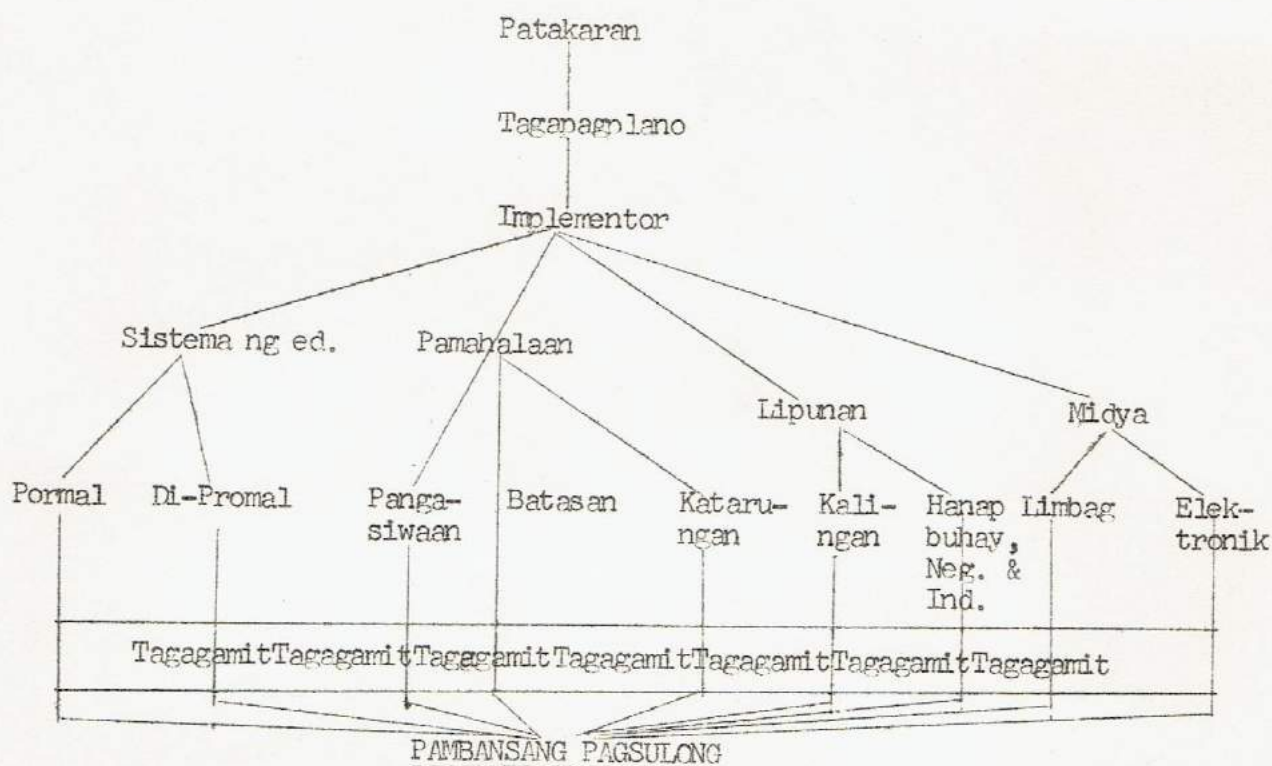 Patakaran
Tagapagplano
Implementor
Sistema ng ed.
Pamahalaan
Lipunan
Midya
Pormal
Di-Promal
Panga-
siwaan
Batasan
Kataru-
ngan
Kali-
ngan
Hanap
buhay,
Neg. &
Ind.
Limbag
Elek-
tronik
TagagamitTagagamitTagagamitTagagamitTagagamitTagagamitTagagamit
PAMBANSANG PAGSULONG